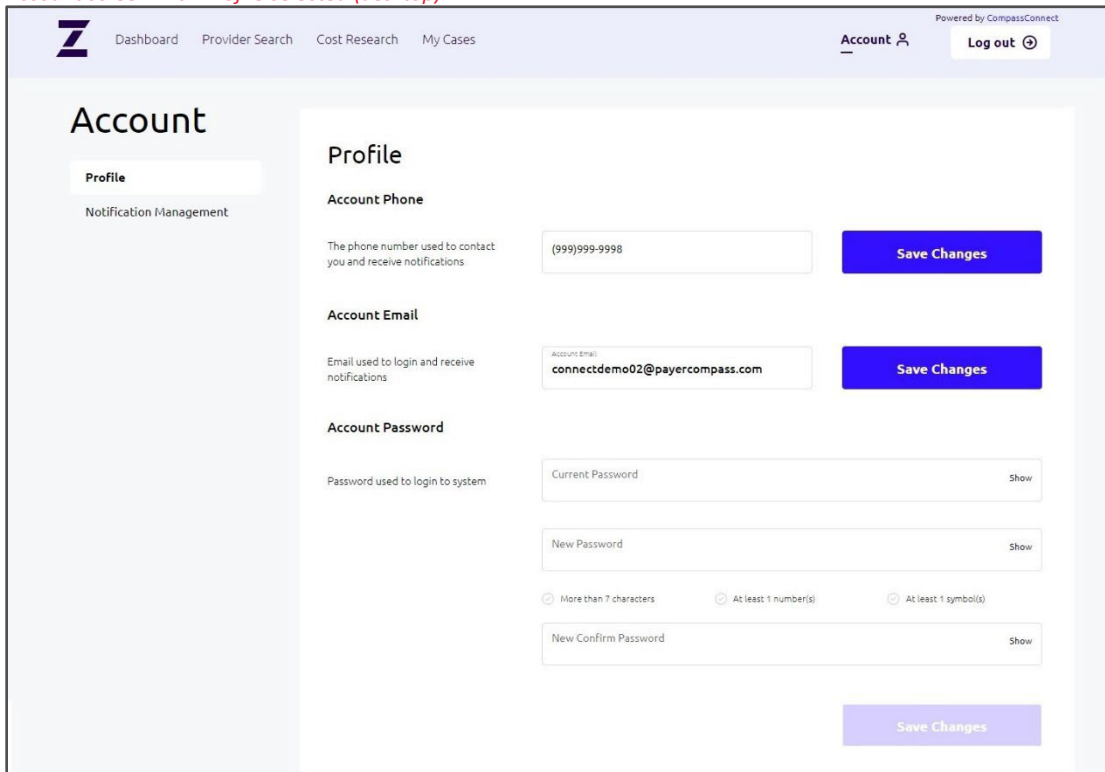 Powered by CompassConnect
Dashboard Provider Search Cost Research My Cases Account Log out
Account
Profile
Notification Management
Profile
Account Phone
The phone number used to contact
you and receive notifications
(999)999-9998
Save Changes
Account Email
Email used to login and receive
notifications
Account Email
connectdemo02@payercompass.com
Save Changes
Account Password
Password used to login to system
Current Password Show
New Password Show
More than 7 characters At least 1 number(s) At least 1 symbol(s)
New Confirm Password Show
Save Changes